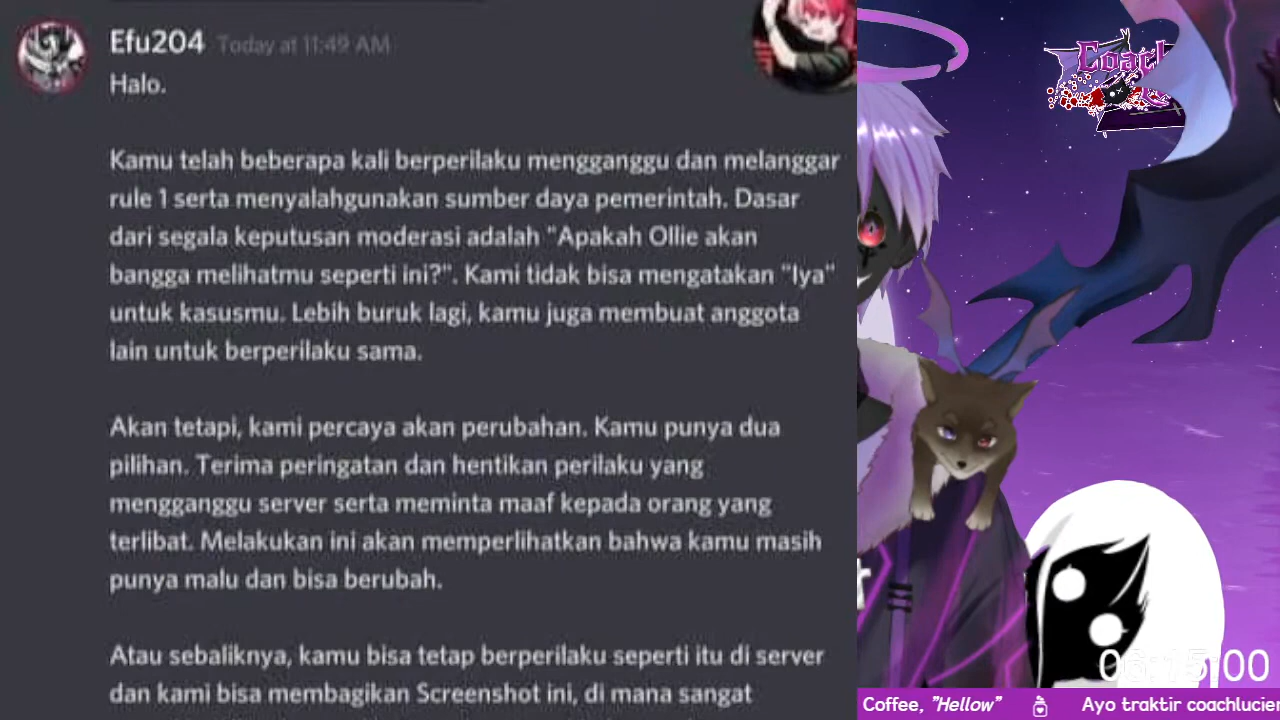 Efu204 Today at 11:49 AM
Halo.
Kamu telah beberapa kali berperilaku mengganggu dan melanggar
rule 1 serta menyalahgunakan sumber daya pemerintah. Dasar
dari segala keputusan moderasi adalah "Apakah Ollie akan
bangga melihatmu seperti ini?". Kami tidak bisa mengatakan "Iya"
untuk kasusmu. Lebih buruk lagi, kamu juga membuat anggota
lain untuk berperilaku sama.
Akan tetapi, kami percaya akan perubahan. Kamu punya dua
pilihan. Terima peringatan dan hentikan perilaku yang
mengganggu server serta meminta maaf kepada orang yang
terlibat. Melakukan ini akan memperlihatkan bahwa kamu masih
punya malu dan bisa berubah.
Atau sebaliknya, kamu bisa tetap berperilaku seperti itu di server
dan kami bisa membagikan Screenshot ini, di mana sangat
Coach
06:15:00
Coffee, "Hellow" Ayo traktir coachlucien